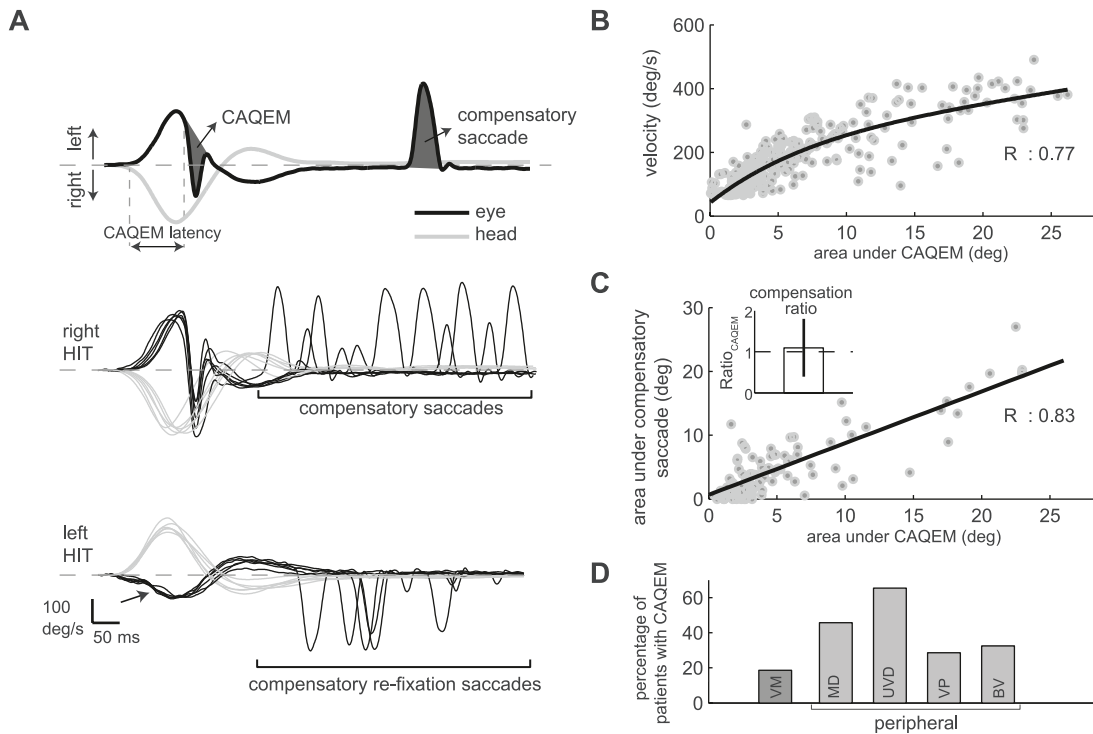 A
CAQEM
compensatory
saccade
left
right
CAQEM latency
eye
head
right
HIT
compensatory saccades
left
HIT
100
deg/s
50 ms
compensatory re-fixation saccades
B
velocity (deg/s)
600
400
200
0
0 5 10 15 20 25
area under CAQEM (deg)
R : 0.77
C
area under compensatory
saccade (deg)
30
20
10
0
0 5 10 15 20 25
area under CAQEM (deg)
R : 0.83
compensation
ratio
Ratio CAQEM
2
1
0
D
percentage of
patients with CAQEM
60
40
20
0
VM
MD
UVD
VP
BV
peripheral